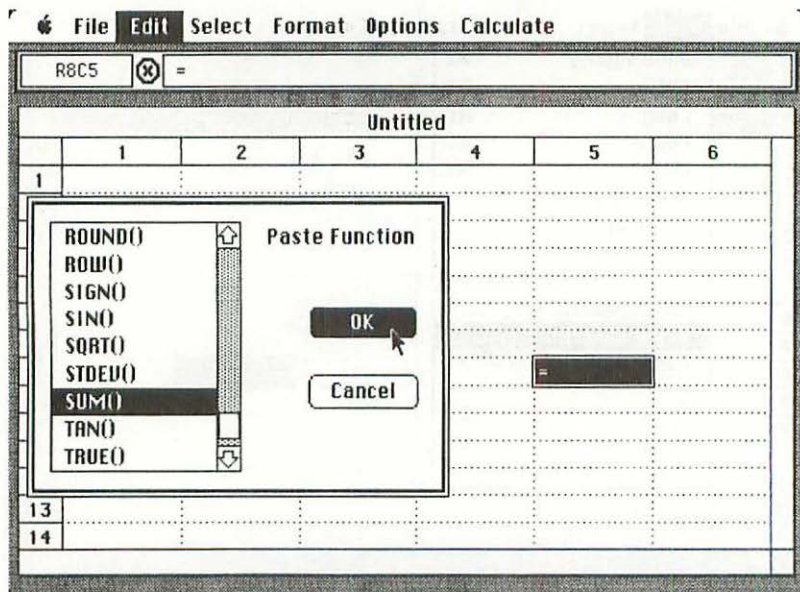 File Edit Select Format Options Calculate
R8C5 =
Untitled
1 2 3 4 5 6
1
Paste Function
ROUND()
ROW()
SIGN()
SIN()
SQRT()
STDEV()
SUM()
TAN()
TRUE()
OK
Cancel
=
13
14